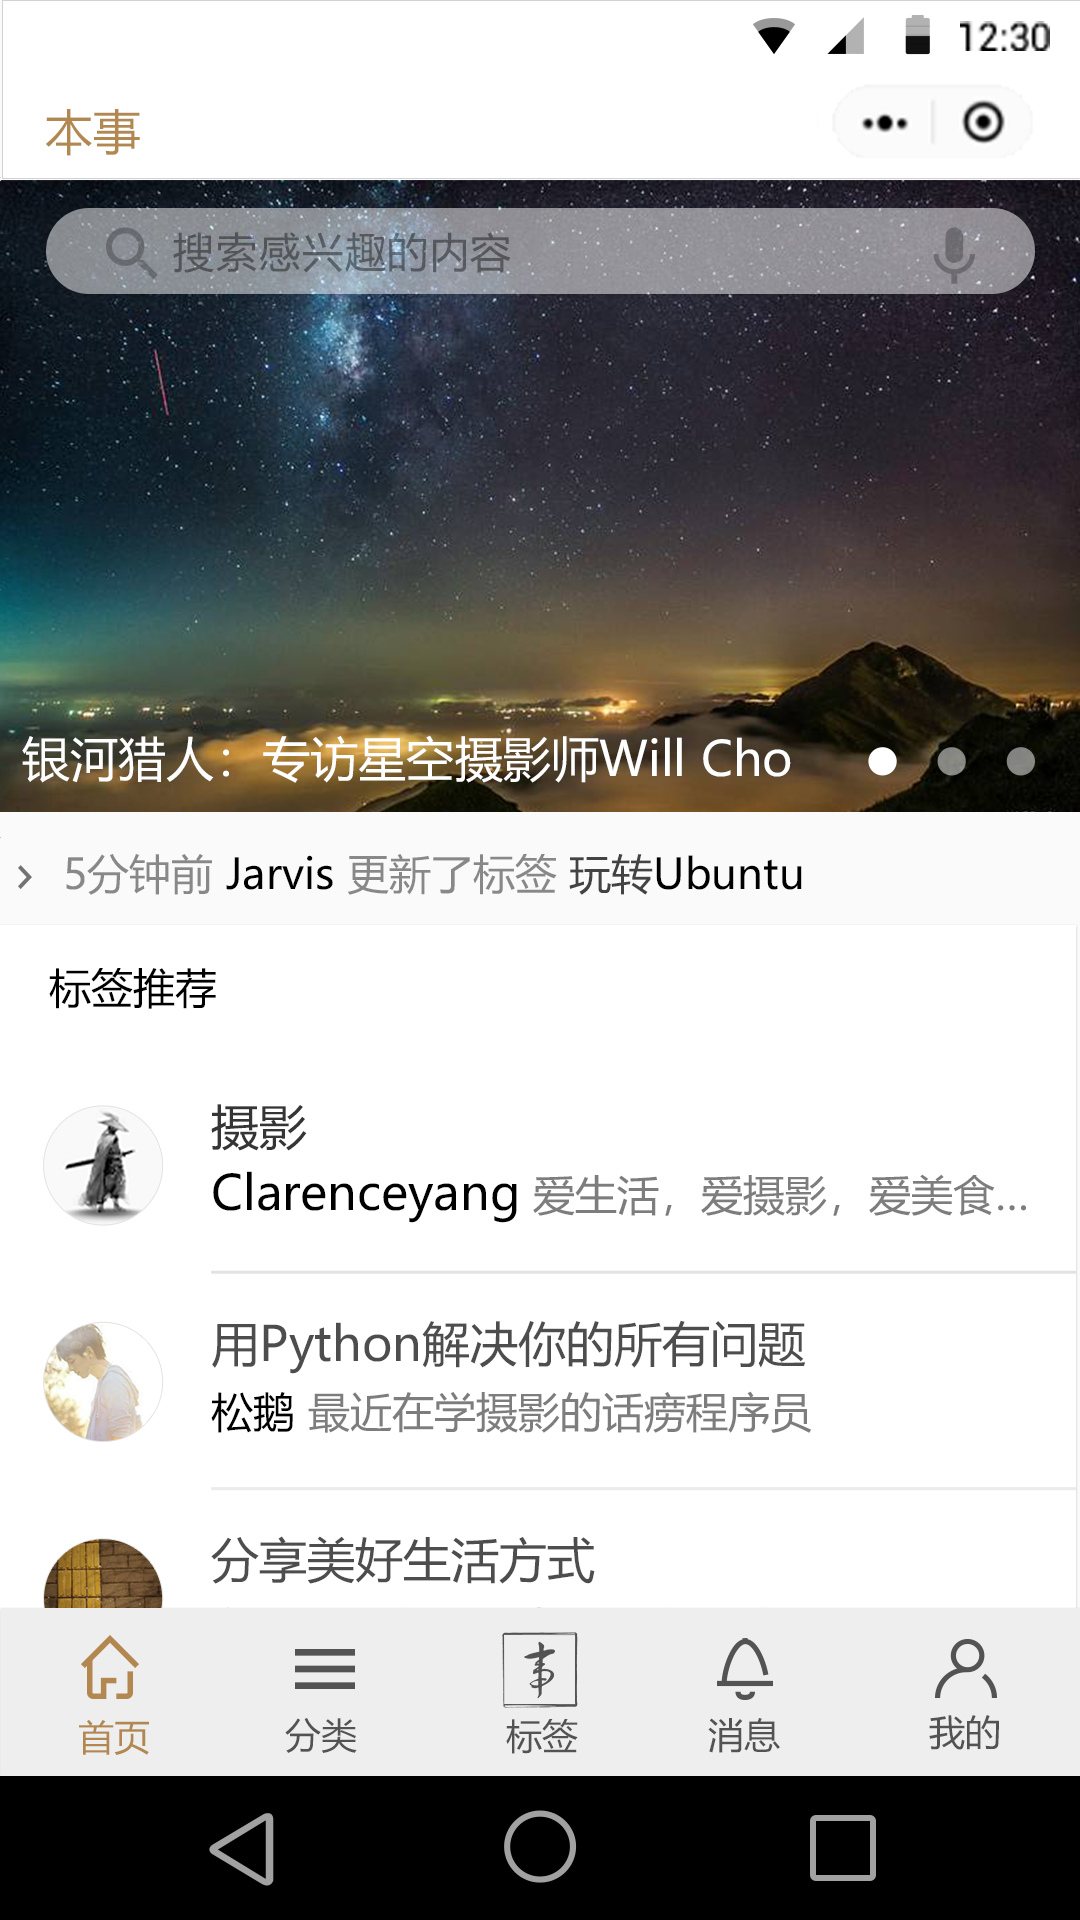 12:30
本事
搜索感兴趣的内容
银河猎人：专访星空摄影师Will Cho
5分钟前 Jarvis 更新了标签 玩转Ubuntu
标签推荐
摄影
Clarenceyang 爱生活，爱摄影，爱美食...
用Python解决你的所有问题
松鹅 最近在学摄影的话痨程序员
分享美好生活方式
事
首页 分类 标签 消息 我的